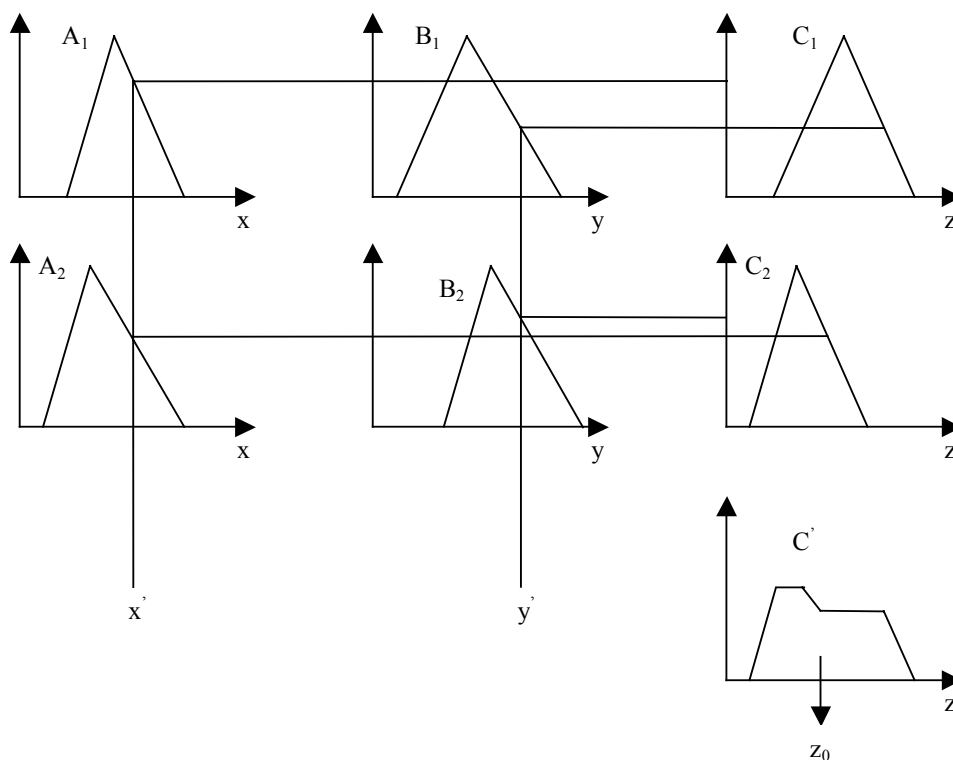 A₁ B₁ C₁
x y z
A₂ B₂ C₂
x y z
C’
x’ y’
z
z₀